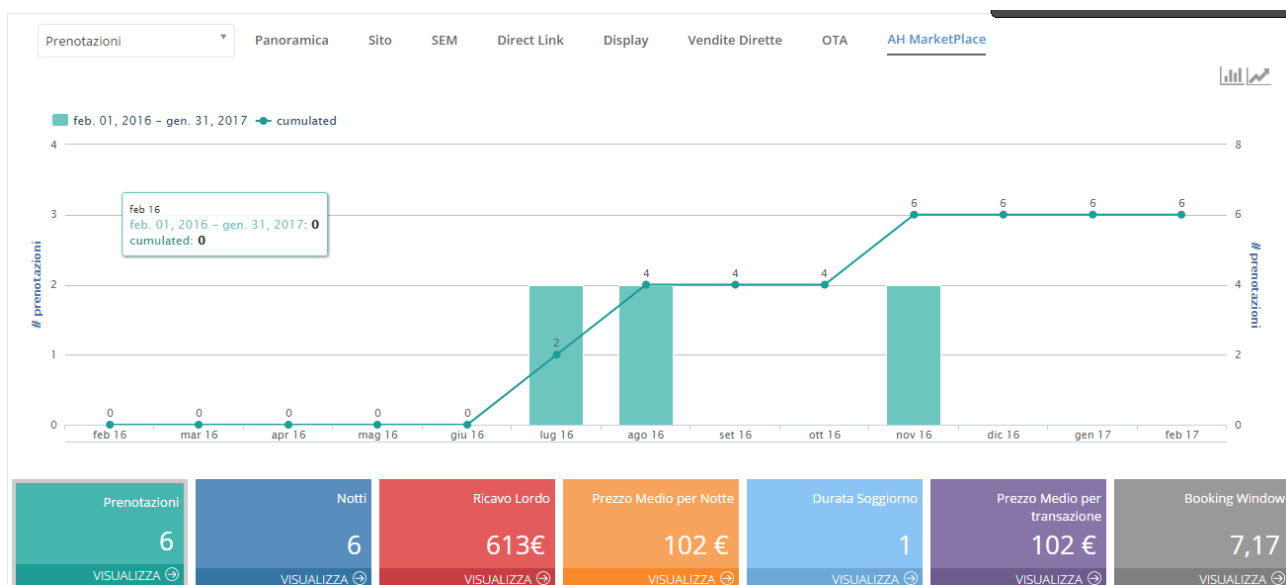 Prenotazioni
Panoramica Sito SEM Direct Link Display Vendite Dirette OTA AH MarketPlace
feb. 01, 2016 – gen. 31, 2017 cumulated
4 8
3 6
2 4
1 2
0 0
# prenotazioni
# prenotazioni
feb 16
feb. 01, 2016 – gen. 31, 2017: 0
cumulated: 0
0 0 0 0 0 2 4 4 4 6 6 6 6
feb 16 mar 16 apr 16 mag 16 giu 16 lug 16 ago 16 set 16 ott 16 nov 16 dic 16 gen 17 feb 17
Prenotazioni
6
VISUALIZZA
Notti
6
VISUALIZZA
Ricavo Lordo
613€
VISUALIZZA
Prezzo Medio per Notte
102 €
VISUALIZZA
Durata Soggiorno
1
VISUALIZZA
Prezzo Medio per
transazione
102 €
VISUALIZZA
Booking Window
7,17
VISUALIZZA